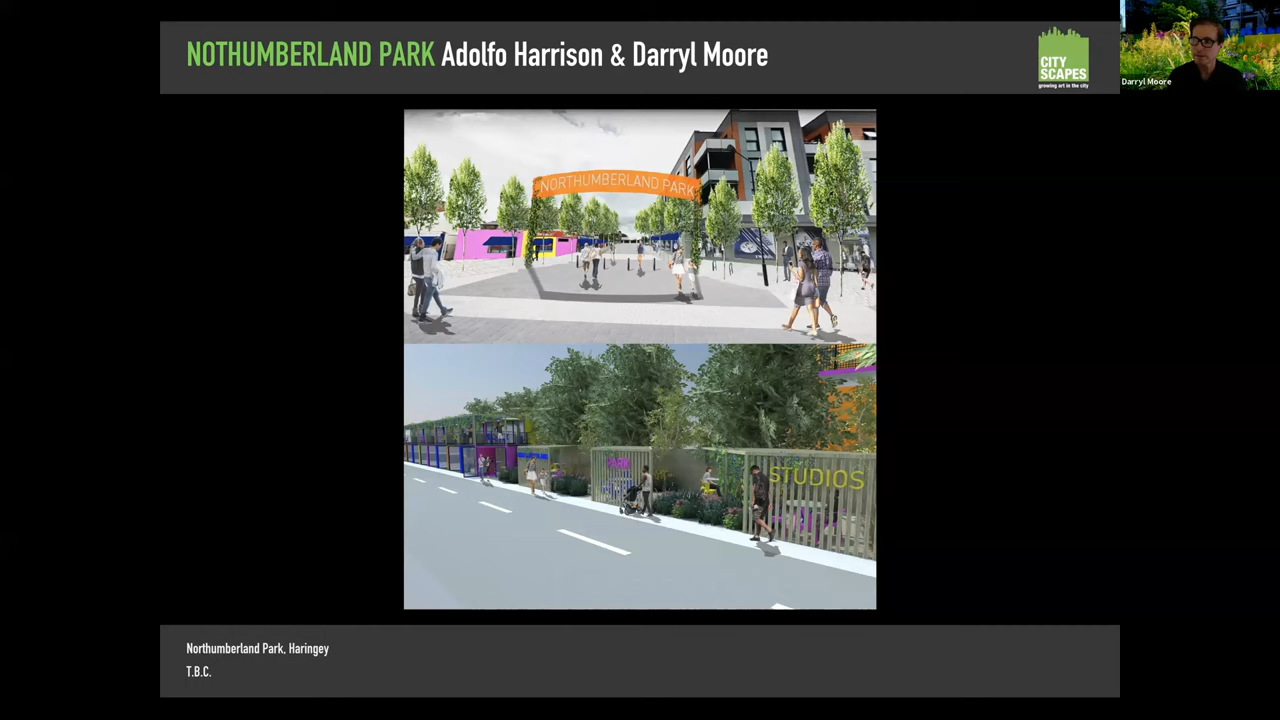 NOTHUMBERLAND PARK Adolfo Harrison & Darryl Moore
CITY
SCAPES
growing art in the city
Darryl Moore
NORTHUMBERLAND PARK
PARK
STUDIOS
Northumberland Park, Haringey
T.B.C.